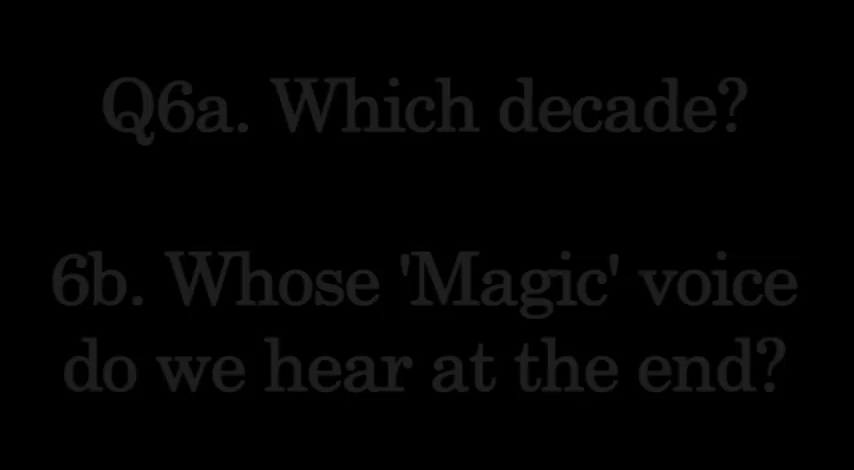 Q6a. Which decade?
6b. Whose 'Magic' voice
do we hear at the end?